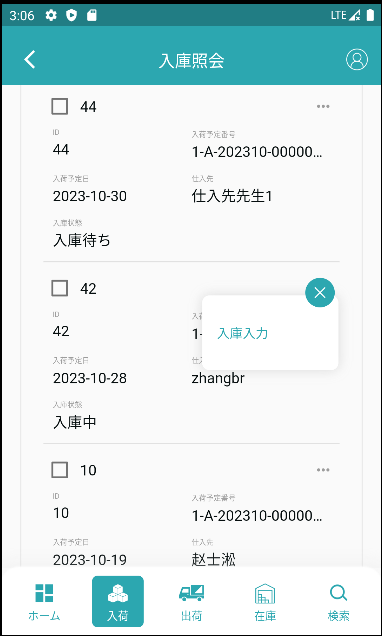 3:06 LTE
入庫照会
44
ID 入荷予定番号
44 1-A-202310-00000…
入荷予定日 仕入先
2023-10-30 仕入先先生1
入庫状態
入庫待ち
42
ID
42 1-
入荷予定日
2023-10-28 zhangbr
入庫入力
入庫状態
入庫中
10
ID 入荷予定番号
10 1-A-202310-00000…
入荷予定日 仕入先
2023-10-19 赵士淞
ホーム 入荷 出荷 在庫 検索